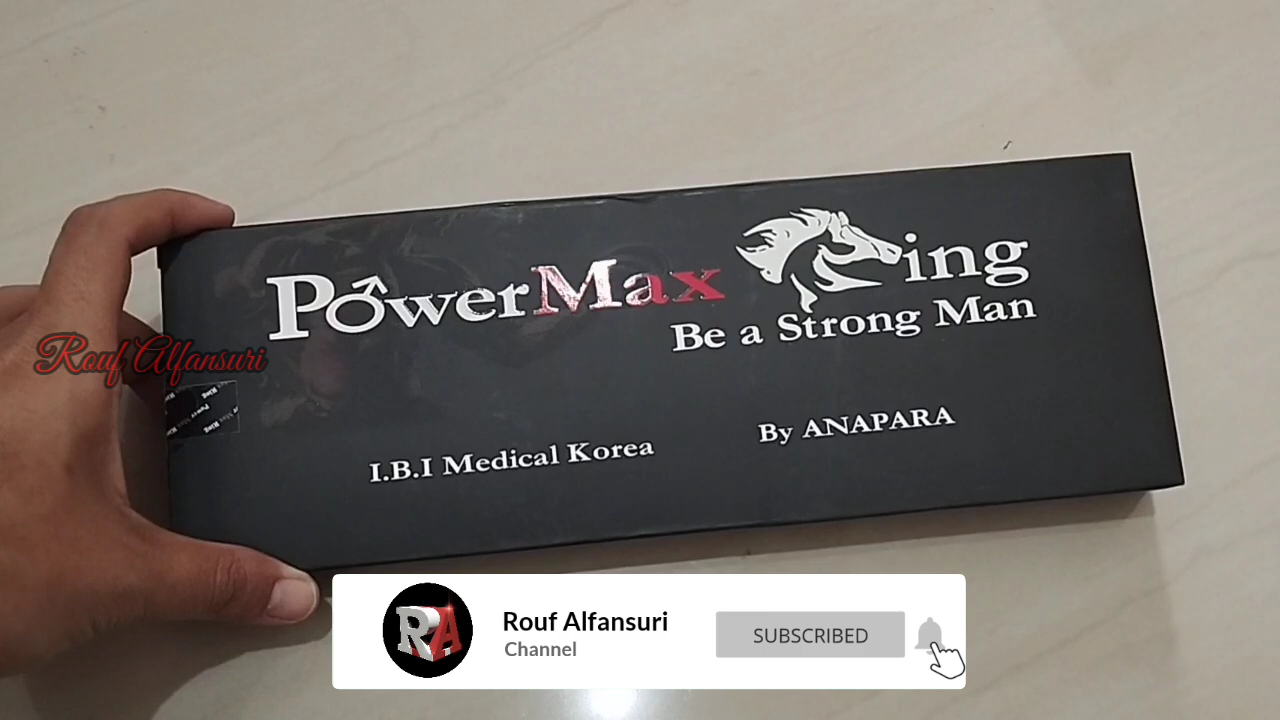 PowerMax ing
Be a Strong Man
Rouf Alfansuri
By ANAPARA
I.B.I Medical Korea
Rouf Alfansuri
Channel
SUBSCRIBED